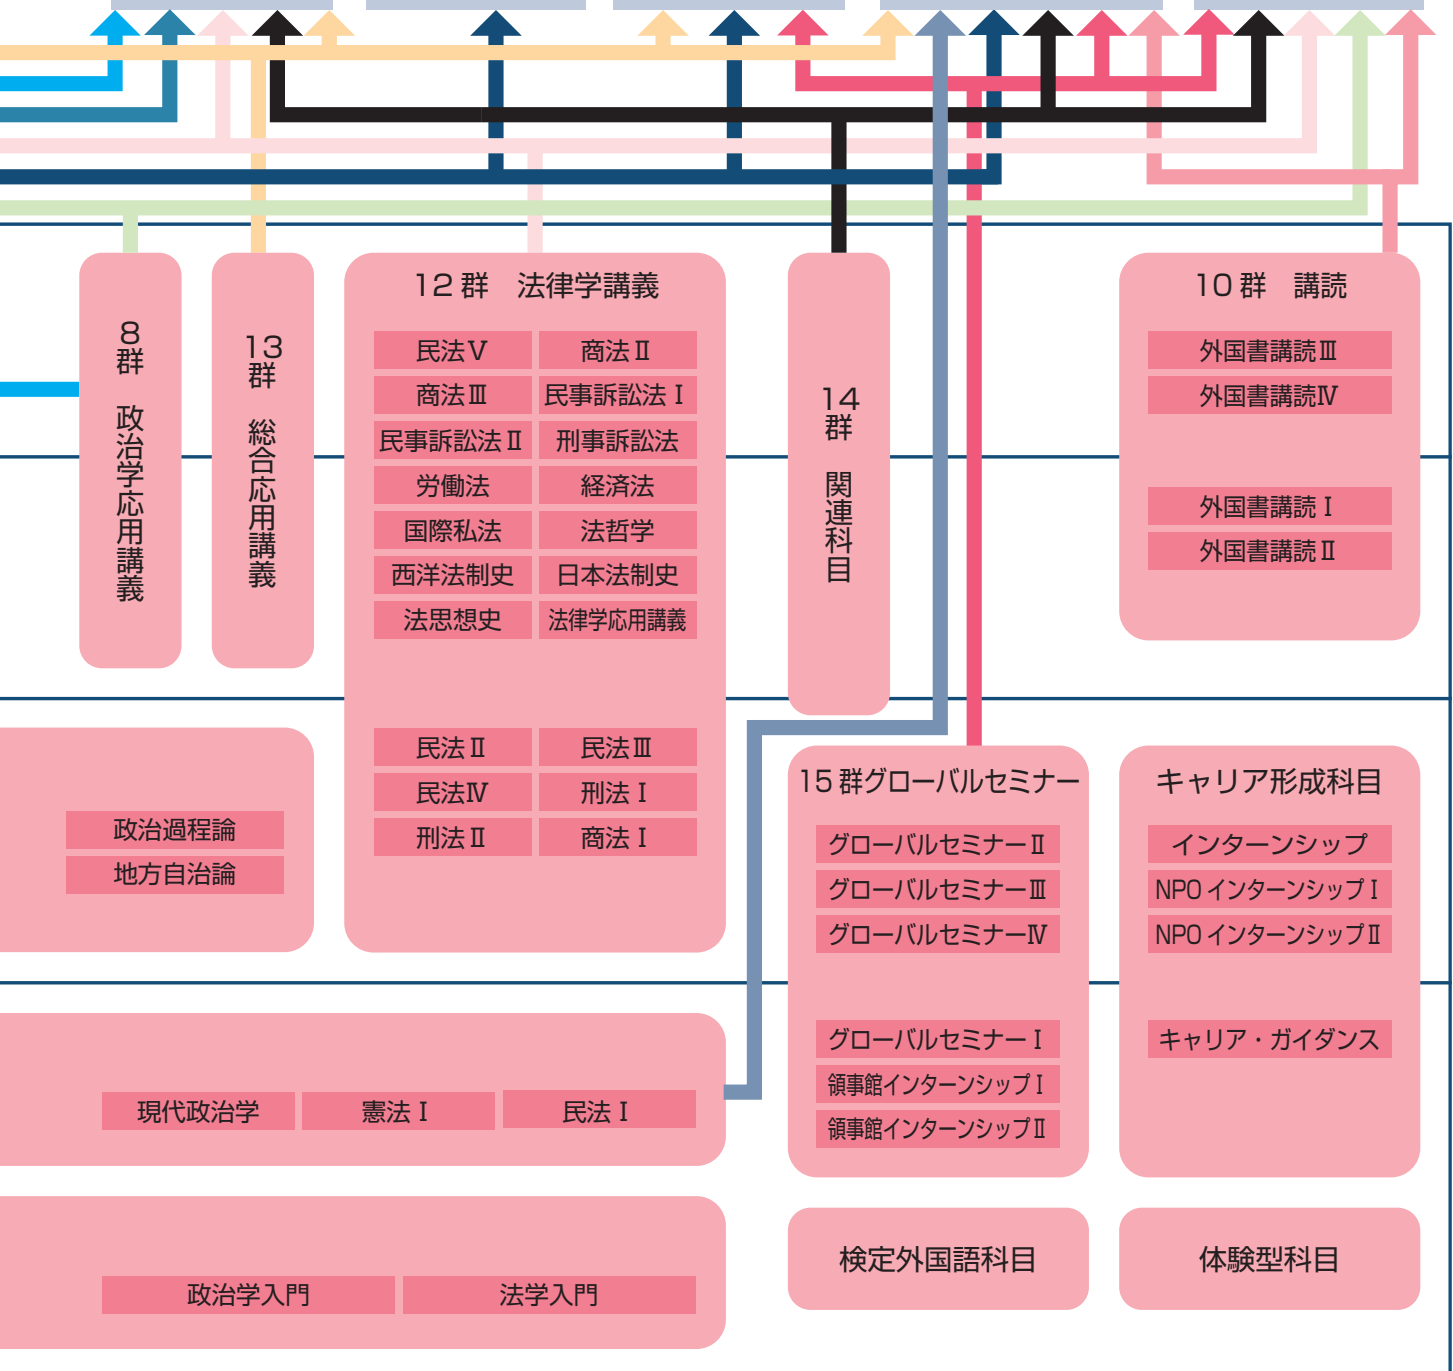 8群　政治学応用講義
13群　総合応用講義
12群　法律学講義
民法Ⅴ
商法Ⅱ
商法Ⅲ
民事訴訟法Ⅰ
民事訴訟法Ⅱ
刑事訴訟法
労働法
経済法
国際私法
法哲学
西洋法制史
日本法制史
法思想史
法律学応用講義
民法Ⅱ
民法Ⅲ
民法Ⅳ
刑法Ⅰ
刑法Ⅱ
商法Ⅰ
14群　関連科目
10群　講読
外国書講読Ⅲ
外国書講読Ⅳ
外国書講読Ⅰ
外国書講読Ⅱ
政治過程論
地方自治論
15群グローバルセミナー
グローバルセミナーⅡ
グローバルセミナーⅢ
グローバルセミナーⅣ
グローバルセミナーⅠ
領事館インターンシップⅠ
領事館インターンシップⅡ
キャリア形成科目
インターンシップ
NPOインターンシップⅠ
NPOインターンシップⅡ
キャリア・ガイダンス
現代政治学
憲法Ⅰ
民法Ⅰ
政治学入門
法学入門
検定外国語科目
体験型科目